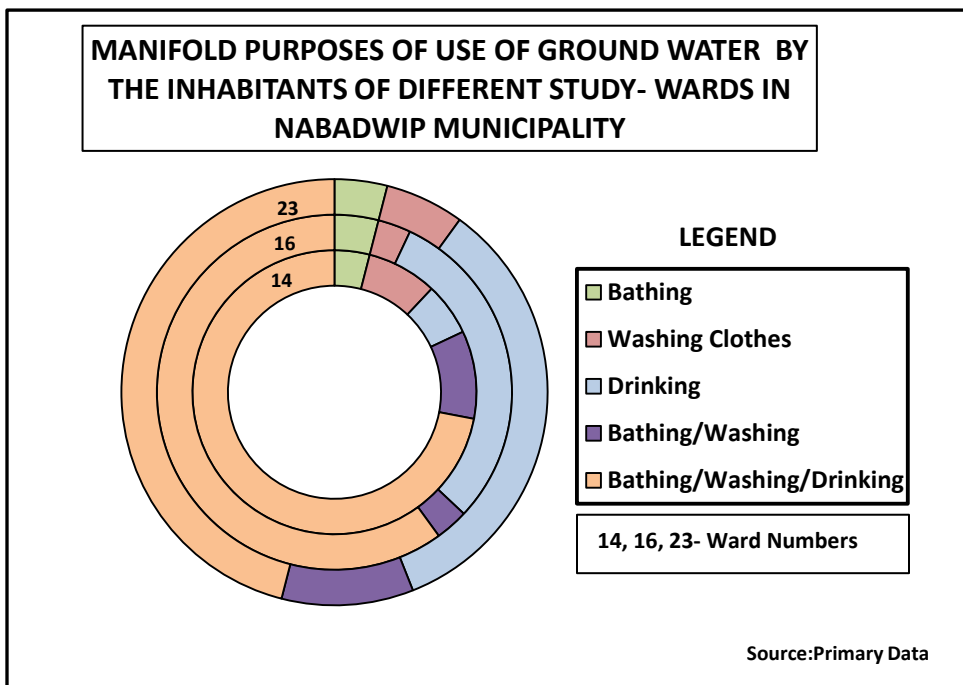 MANIFOLD PURPOSES OF USE OF GROUND WATER BY
THE INHABITANTS OF DIFFERENT STUDY- WARDS IN
NABADWIP MUNICIPALITY
23
16
14
LEGEND
Bathing
Washing Clothes
Drinking
Bathing/Washing
Bathing/Washing/Drinking
14, 16, 23- Ward Numbers
Source:Primary Data